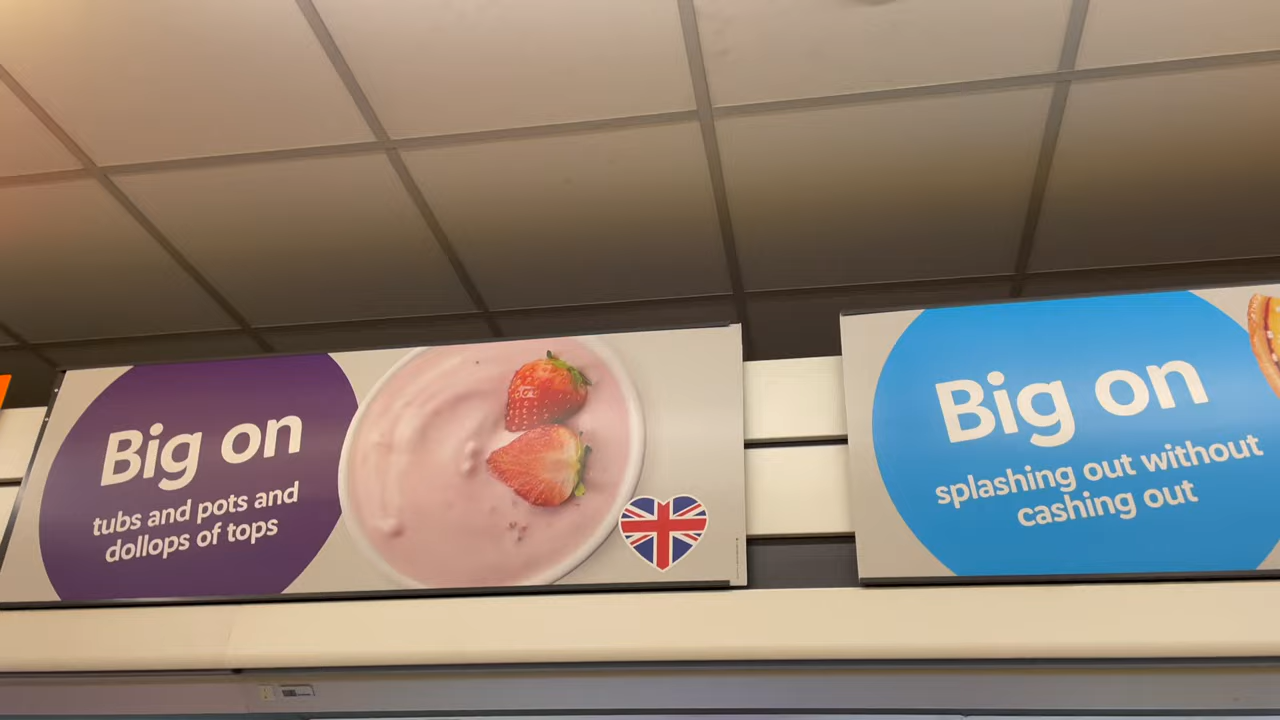 Big on
tubs and pots and
dollops of tops
Big on
splashing out without
cashing out